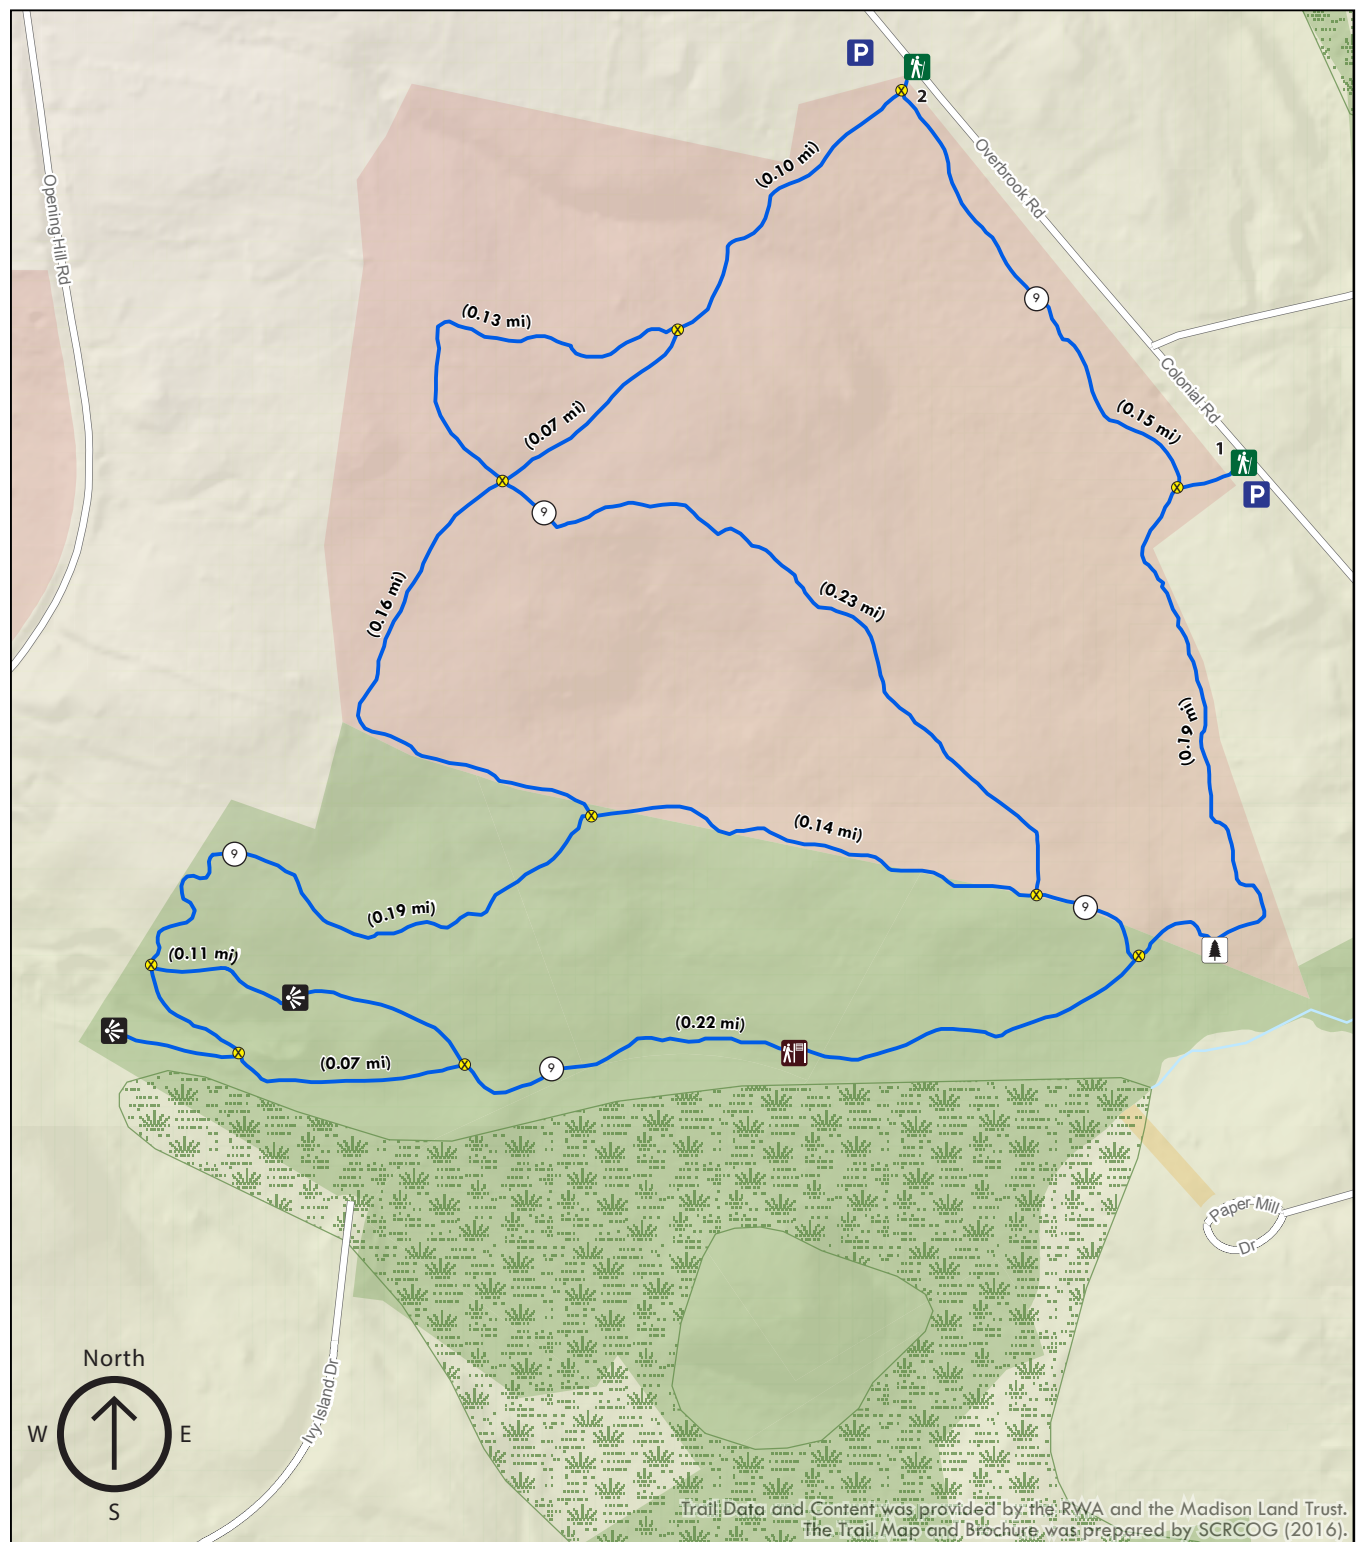 P
2
Overbrook Rd
(0.10 mi)
Opening Hill Rd
9
(0.13 mi)
Colonial Rd
(0.15 mi)
(0.07 mi)
1
P
9
(0.16 mi)
(0.23 mi)
(0.19 mi)
(0.14 mi)
9
(0.19 mi)
9
(0.11 mi)
(0.22 mi)
(0.07 mi)
9
Paper Mill
Dr
North
W
E
S
Ivy Island Dr
Trail Data and Content was provided by the RWA and the Madison Land Trust.
The Trail Map and Brochure was prepared by SCRCOG (2016).